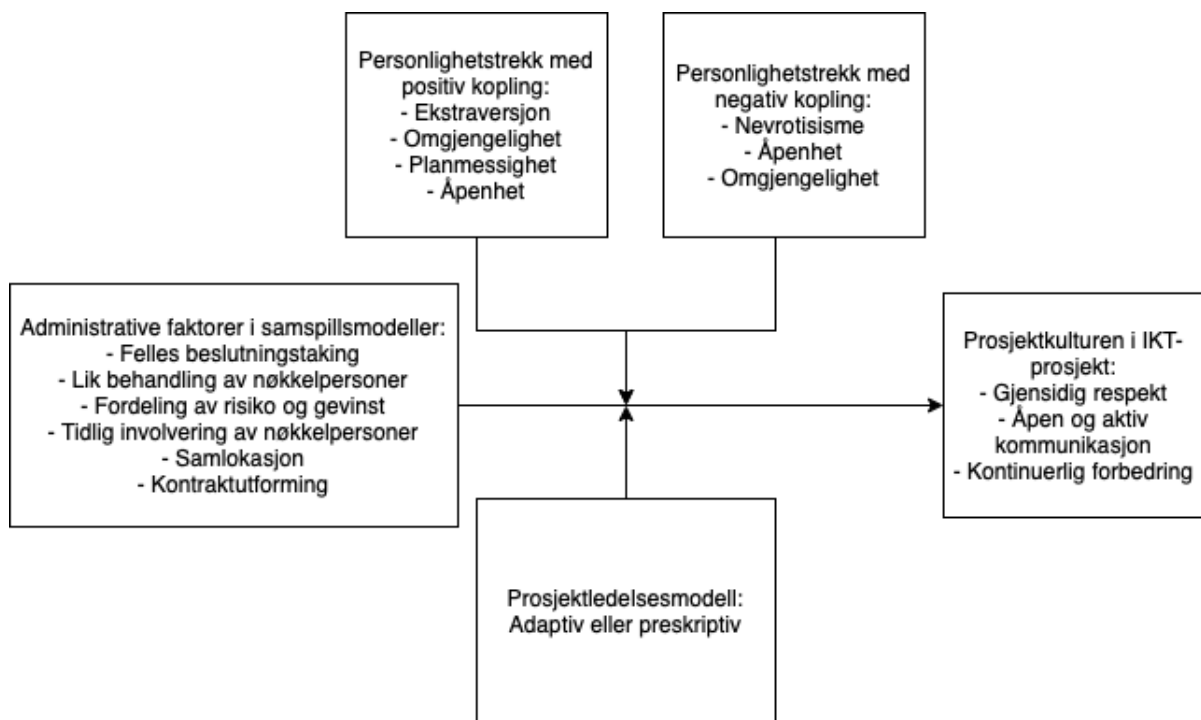 Personlighetstrekk med
positiv kopling:
- Ekstraversjon
- Omgjengelighet
- Planmessighet
- Åpenhet
Personlighetstrekk med
negativ kopling:
- Nevrotisisme
- Åpenhet
- Omgjengelighet
Administrative faktorer i samspillsmodeller:
- Felles beslutningstaking
- Lik behandling av nøkkelpersoner
- Fordeling av risiko og gevinst
- Tidlig involvering av nøkkelpersoner
- Samlokasjon
- Kontraktutforming
Prosjektkulturen i IKT-
prosjekt:
- Gjensidig respekt
- Åpen og aktiv
kommunikasjon
- Kontinuerlig forbedring
Prosjektledelsesmodell:
Adaptiv eller preskriptiv